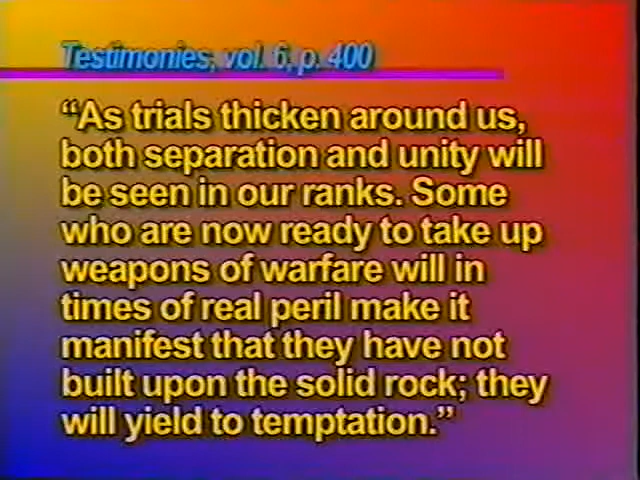 Testimonies, vol. 6, p. 400
“As trials thicken around us,
both separation and unity will
be seen in our ranks. Some
who are now ready to take up
weapons of warfare will in
times of real peril make it
manifest that they have not
built upon the solid rock; they
will yield to temptation.”